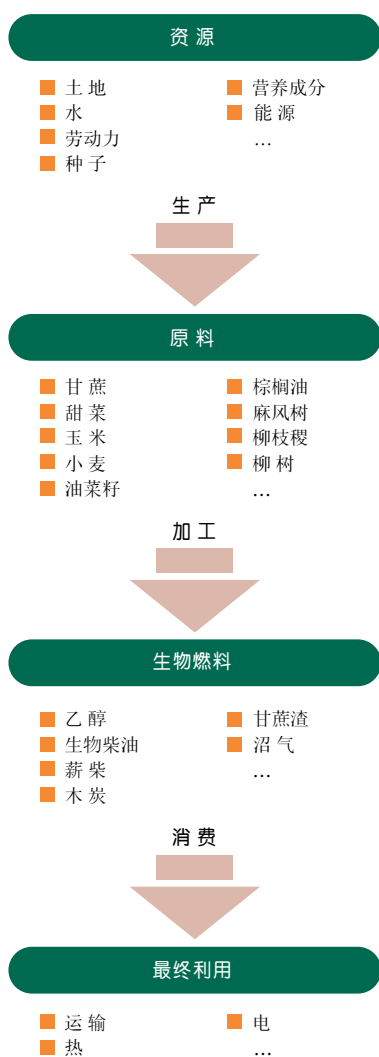 资源
土地
水
劳动力
种子
营养成分
能源
...
生产
原料
甘蔗
甜菜
玉米
小麦
油菜籽
棕榈油
麻风树
柳枝稷
柳树
...
加工
生物燃料
乙醇
生物柴油
薪柴
木炭
甘蔗渣
沼气
...
消费
最终利用
运输
热
电
...